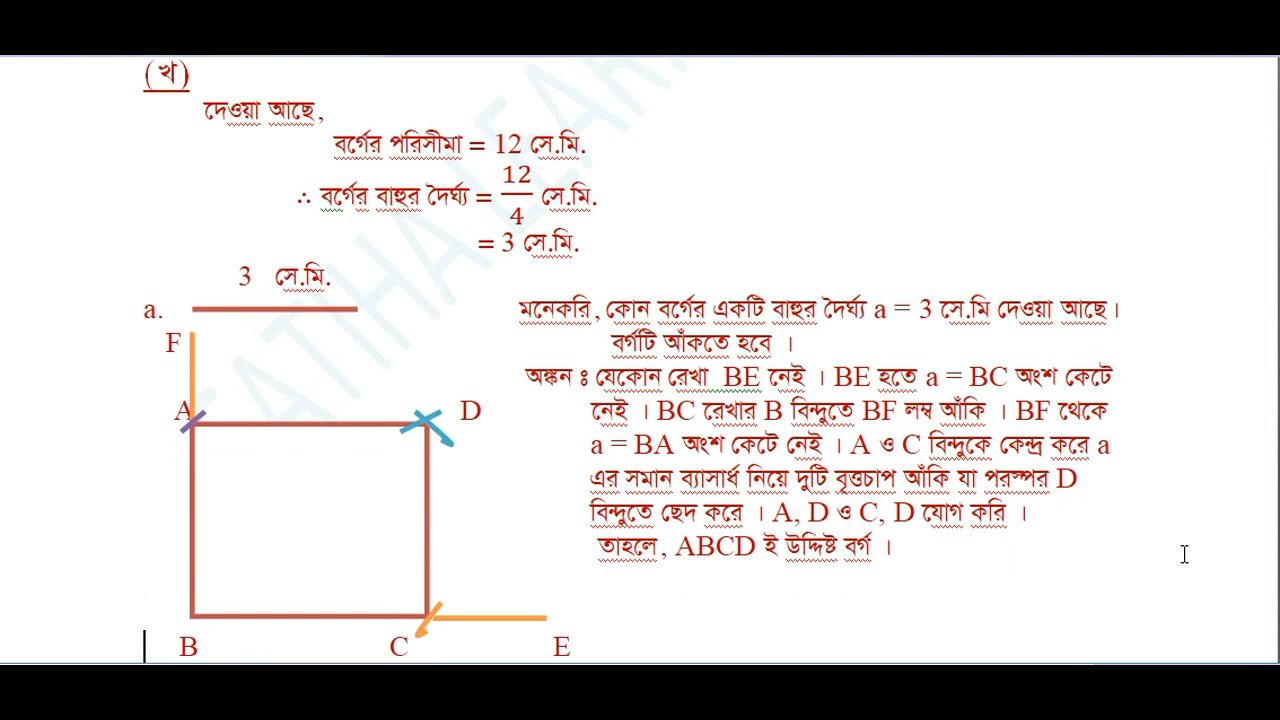 (খ)
দেওয়া আছে,
বর্গের পরিসীমা = 12 সে.মি.
∴ বর্গের বাহুর দৈর্ঘ্য = 12/4 সে.মি.
= 3 সে.মি.
3 সে.মি.
a.
মনেকরি, কোন বর্গের একটি বাহুর দৈর্ঘ্য a = 3 সে.মি দেওয়া আছে।
বর্গটি আঁকতে হবে ।
অঙ্কন ঃ যেকোন রেখা BE নেই । BE হতে a = BC অংশ কেটে
নেই । BC রেখার B বিন্দুতে BF লম্ব আঁকি । BF থেকে
a = BA অংশ কেটে নেই । A ও C বিন্দুকে কেন্দ্র করে a
এর সমান ব্যাসার্ধ নিয়ে দুটি বৃত্তচাপ আঁকি যা পরস্পর D
বিন্দুতে ছেদ করে । A, D ও C, D যোগ করি ।
তাহলে, ABCD ই উদ্দিষ্ট বর্গ ।
F
A D
B C E